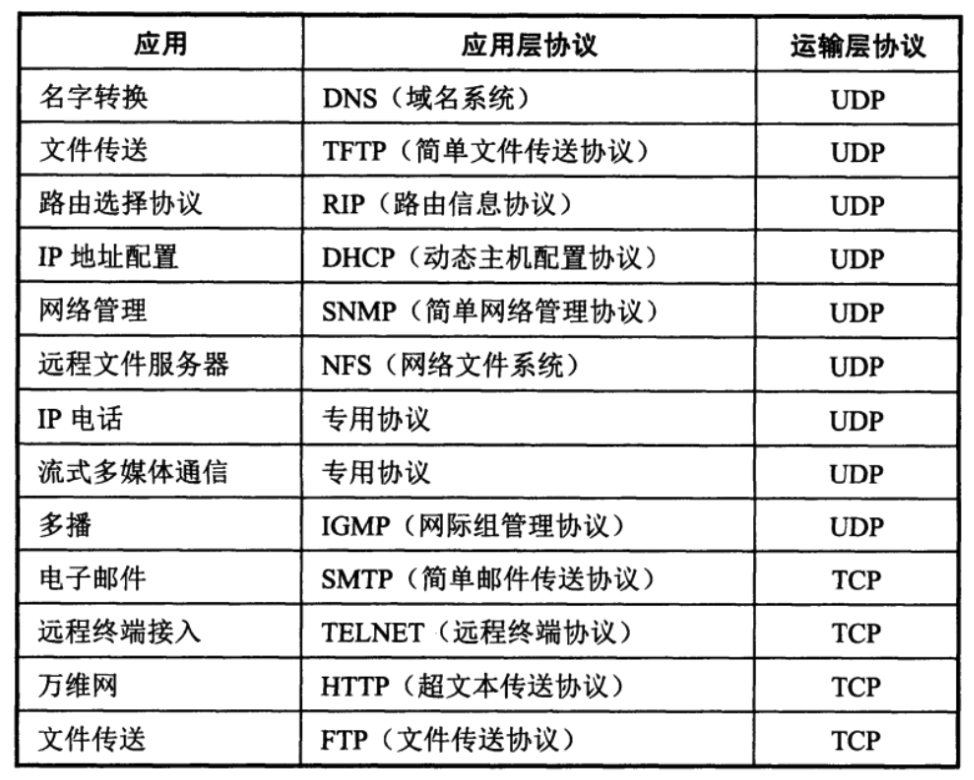 应用 应用层协议 运输层协议
名字转换 DNS（域名系统） UDP
文件传送 TFTP（简单文件传送协议） UDP
路由选择协议 RIP（路由信息协议） UDP
IP 地址配置 DHCP（动态主机配置协议） UDP
网络管理 SNMP（简单网络管理协议） UDP
远程文件服务器 NFS（网络文件系统） UDP
IP 电话 专用协议 UDP
流式多媒体通信 专用协议 UDP
多播 IGMP（网际组管理协议） UDP
电子邮件 SMTP（简单邮件传送协议） TCP
远程终端接入 TELNET（远程终端协议） TCP
万维网 HTTP（超文本传送协议） TCP
文件传送 FTP（文件传送协议） TCP